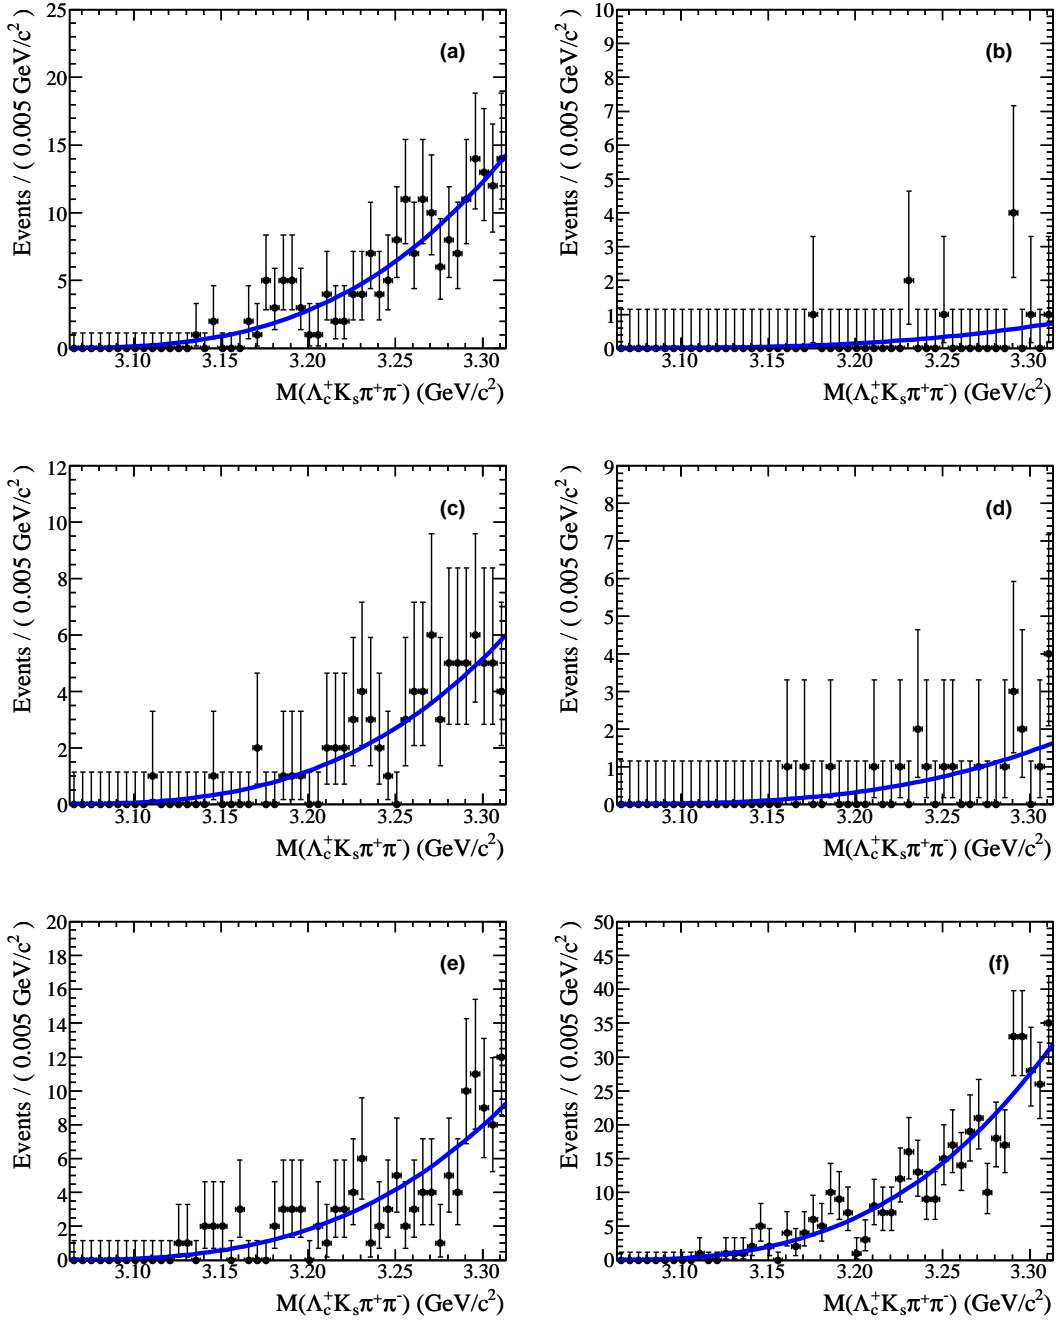 25
20
15
10
5
0
Events / ( 0.005 GeV/c²  )
(a)
3.10 3.15 3.20 3.25 3.30
M(Λc⁺Ksπ⁺π⁻) (GeV/c²)
10
9
8
7
6
5
4
3
2
1
0
Events / ( 0.005 GeV/c²  )
(b)
3.10 3.15 3.20 3.25 3.30
M(Λc⁺Ksπ⁺π⁻) (GeV/c²)
12
10
8
6
4
2
0
Events / ( 0.005 GeV/c²  )
(c)
3.10 3.15 3.20 3.25 3.30
M(Λc⁺Ksπ⁺π⁻) (GeV/c²)
9
8
7
6
5
4
3
2
1
0
Events / ( 0.005 GeV/c²  )
(d)
3.10 3.15 3.20 3.25 3.30
M(Λc⁺Ksπ⁺π⁻) (GeV/c²)
20
18
16
14
12
10
8
6
4
2
0
Events / ( 0.005 GeV/c²  )
(e)
3.10 3.15 3.20 3.25 3.30
M(Λc⁺Ksπ⁺π⁻) (GeV/c²)
50
45
40
35
30
25
20
15
10
5
0
Events / ( 0.005 GeV/c²  )
(f)
3.10 3.15 3.20 3.25 3.30
M(Λc⁺Ksπ⁺π⁻) (GeV/c²)